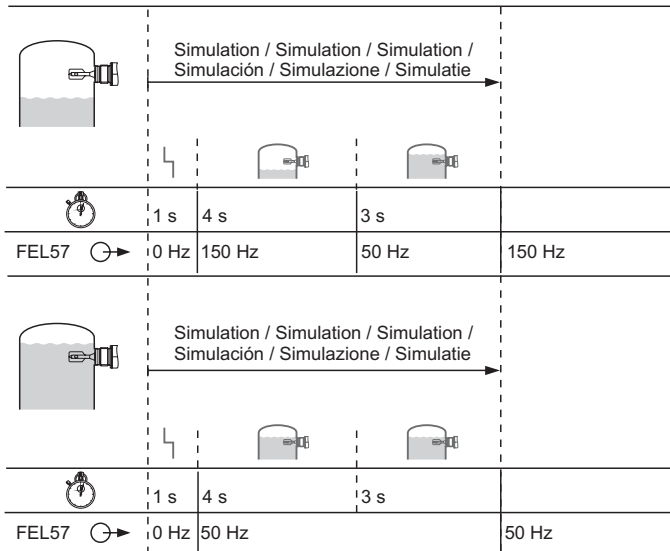 Simulation / Simulation / Simulation /
Simulación / Simulazione / Simulatie
1 s 4 s 3 s
FEL57 0 Hz 150 Hz 50 Hz 150 Hz
Simulation / Simulation / Simulation /
Simulación / Simulazione / Simulatie
1 s 4 s 3 s
FEL57 0 Hz 50 Hz 50 Hz